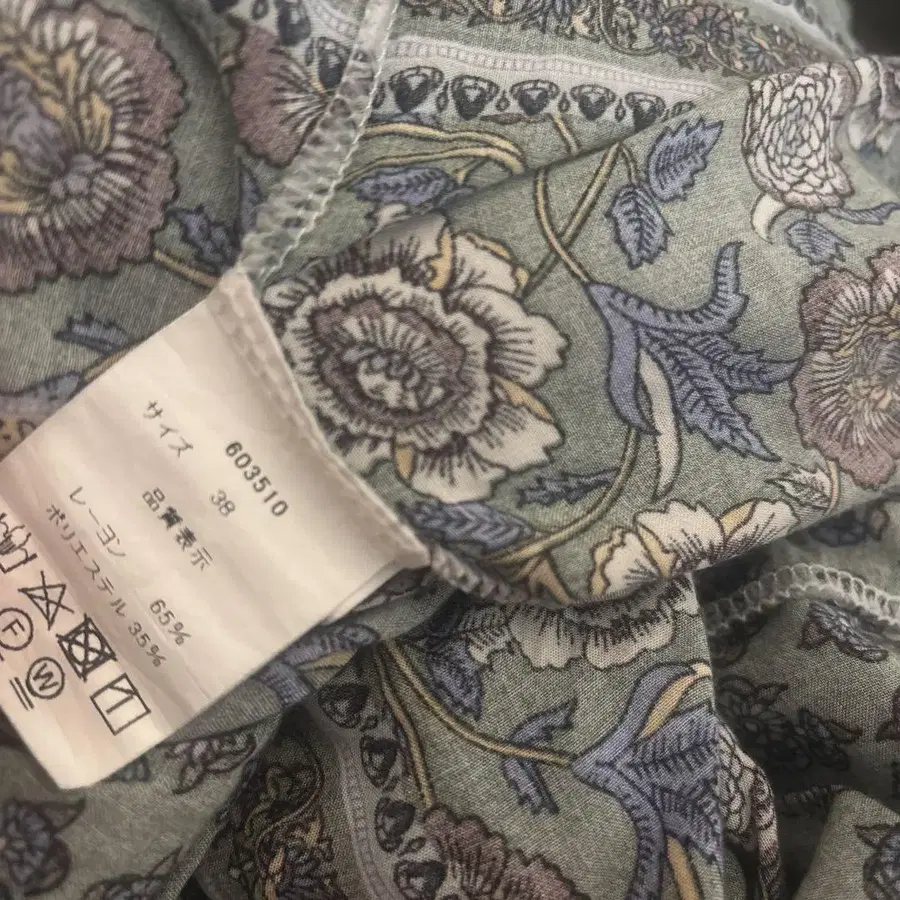 603510
サイズ 38
品質表示
レーヨン 65%
ポリエステル 35%
F
W